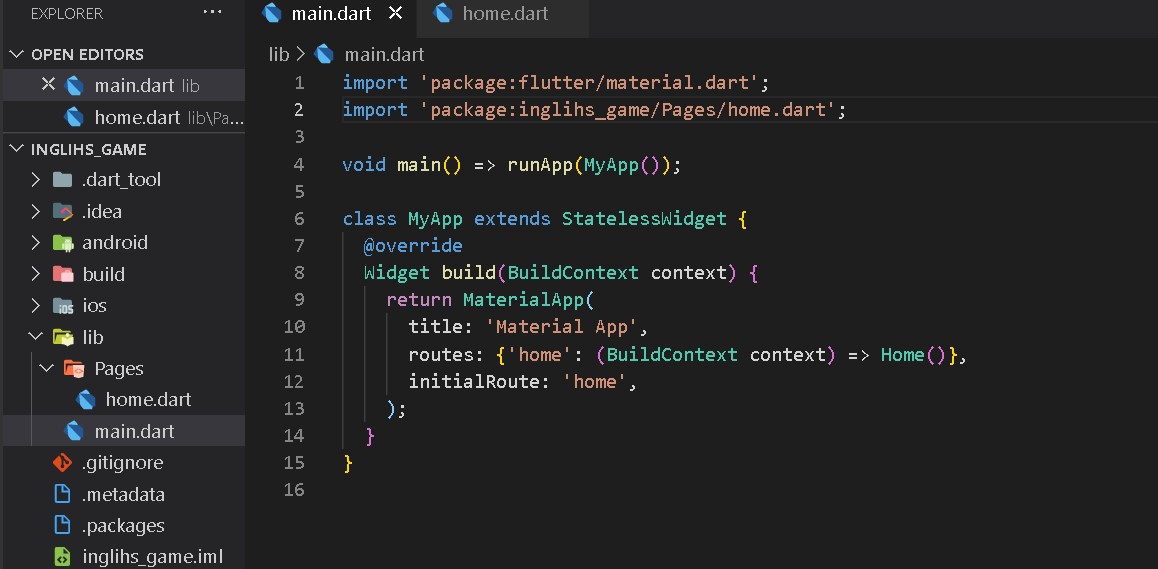 EXPLORER ...
OPEN EDITORS
main.dart lib
home.dart lib\Pa...
INGLIHS_GAME
.dart_tool
.idea
android
build
ios
lib
Pages
home.dart
main.dart
.gitignore
.metadata
.packages
inglihs_game.iml
main.dart home.dart
lib > main.dart
1 import 'package:flutter/material.dart';
2 import 'package:inglihs_game/Pages/home.dart';
3
4 void main() => runApp(MyApp());
5
6 class MyApp extends StatelessWidget {
7 @override
8 Widget build(BuildContext context) {
9 return MaterialApp(
10 title: 'Material App',
11 routes: {'home': (BuildContext context) => Home()},
12 initialRoute: 'home',
13 );
14 }
15 }
16